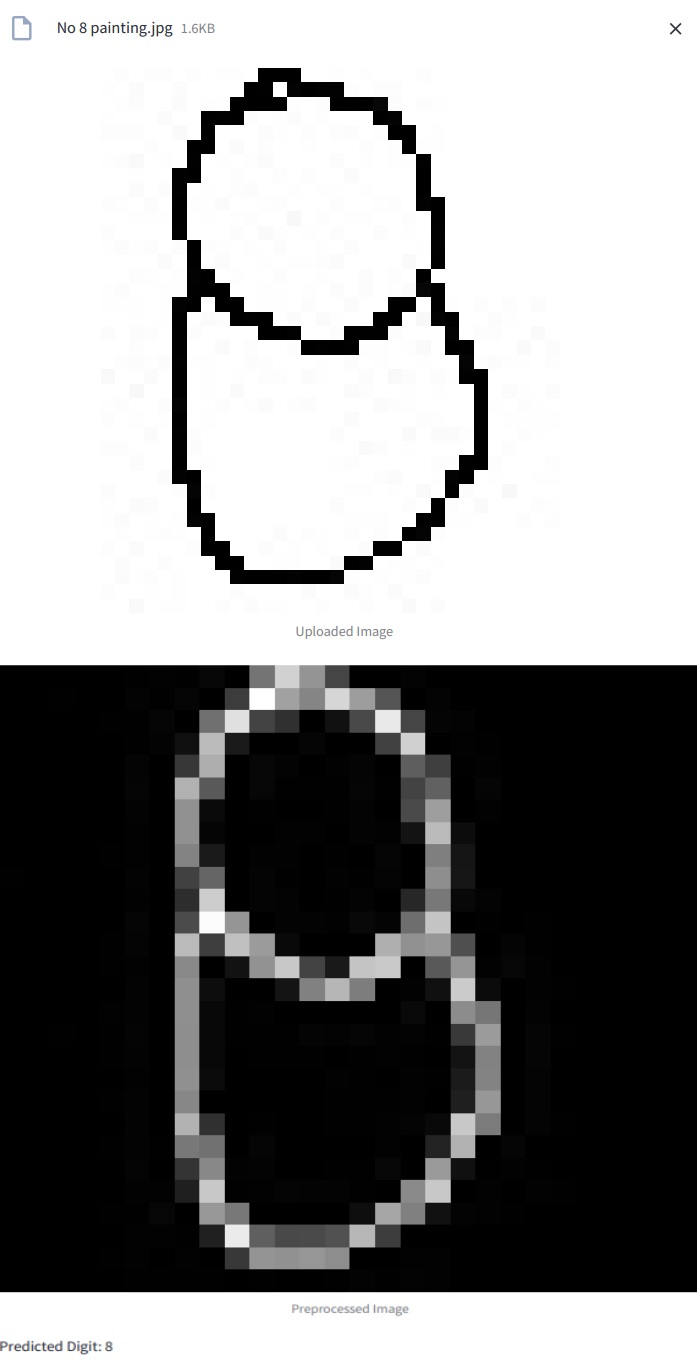 No 8 painting.jpg 1.6KB
Uploaded Image
Preprocessed Image
Predicted Digit: 8